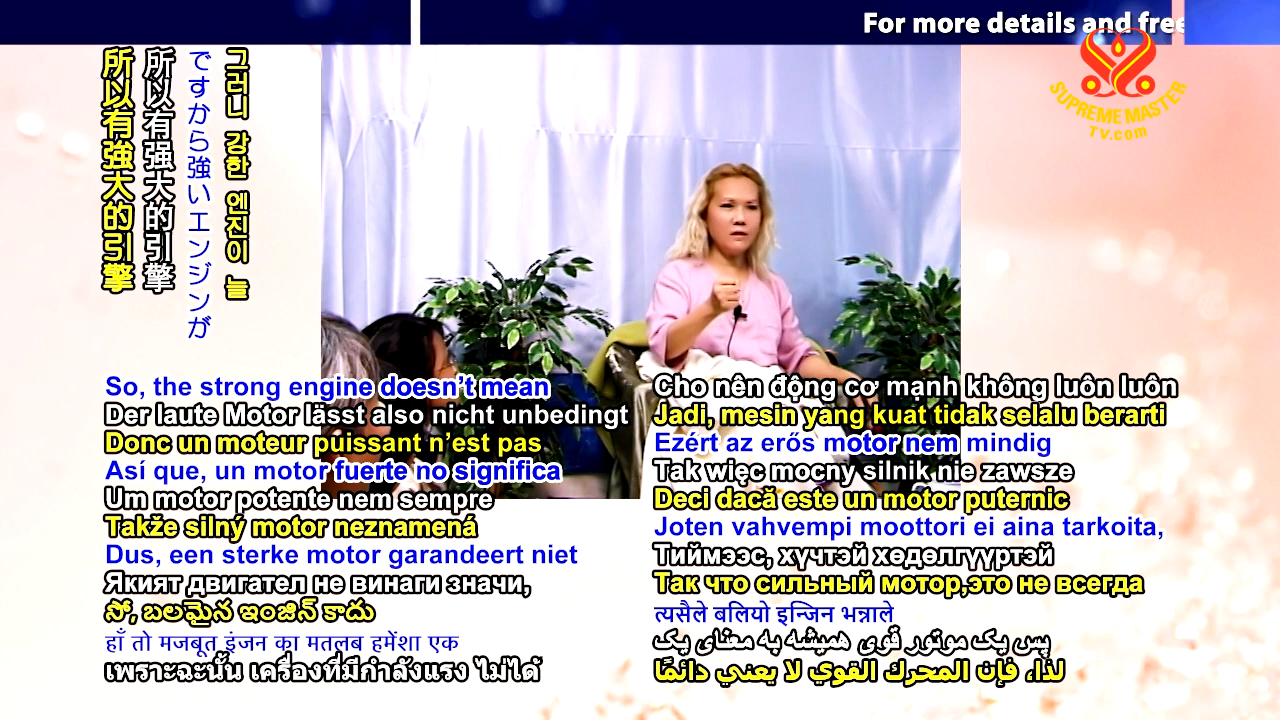 For more details and free
SUPREME MASTER
TV.com
所以有強大的引擎
所以有强大的引擎
ですから強いエンジンが
그러니 강한 엔진이 늘
So, the strong engine doesn't mean
Der laute Motor lässt also nicht unbedingt
Donc un moteur puissant n'est pas
Así que, un motor fuerte no significa
Um motor potente nem sempre
Takže silný motor neznamená
Dus, een sterke motor garandeert niet
Якият двигател не винаги значи,
సో, బలమైన ఇంజిన్ కాదు
हाँ तो मजबूत इंजन का मतलब हमेंशा एक
เพราะฉะนั้น เครื่องที่มีกำลังแรง ไม่ได้
Cho nên động cơ mạnh không luôn luôn
Jadi, mesin yang kuat tidak selalu berarti
Ezért az erős motor nem mindig
Tak więc mocny silnik nie zawsze
Deci dacă este un motor puternic
Joten vahvempi moottori ei aina tarkoita,
Тиймээс, хүчтэй хөдөлгүүртэй
Так что сильный мотор,это не всегда
त्यसैले बलियो इन्जिन भन्नाले
پس یک موتور قوی همیشه به معنای یک
لذا، فإن المحرك القوي لا يعني دائمًا